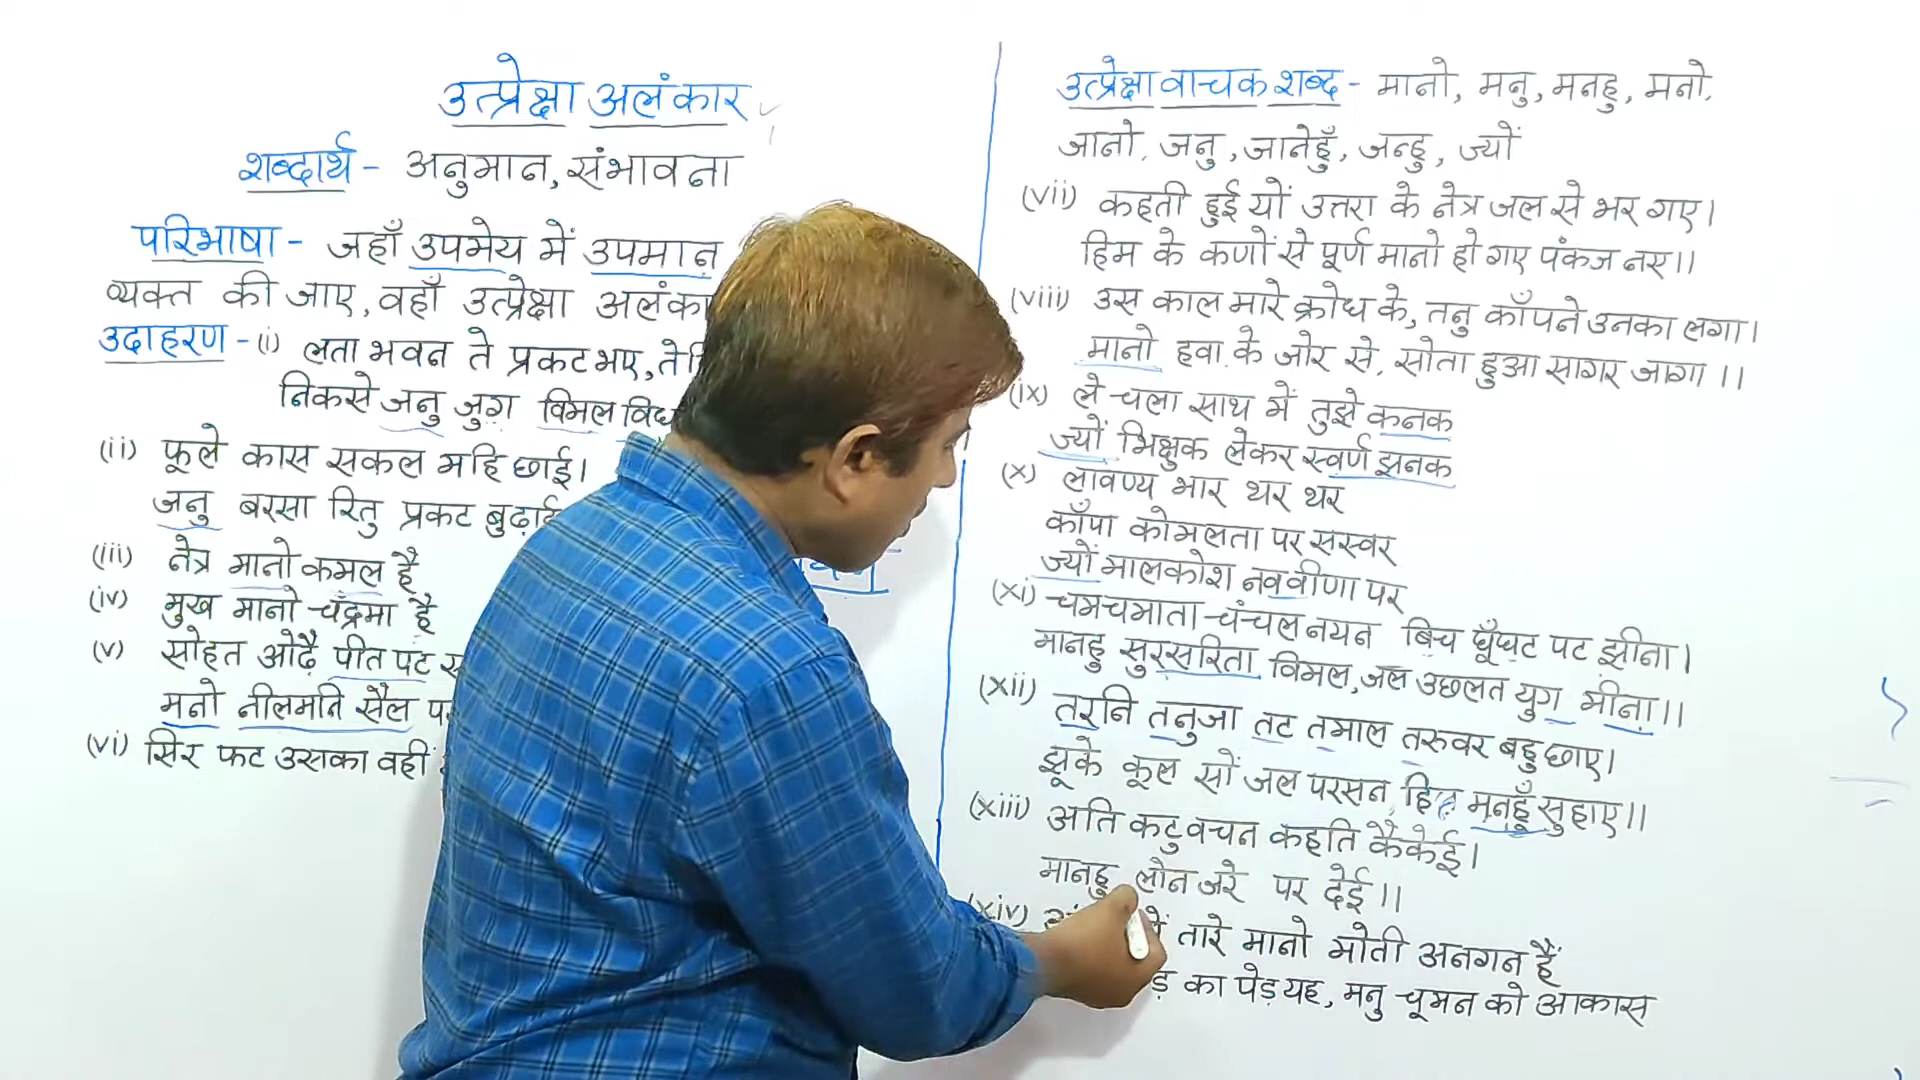 उत्प्रेक्षा अलंकार
शब्दार्थ - अनुमान, संभावना
परिभाषा - जहाँ उपमेय में उपमान
व्यक्त की जाए, वहाँ उत्प्रेक्षा
उदाहरण - (i) लता भवन ते प्रकट भए, ते
निकसे जनु जुग विमल
(ii) फूले कास सकल महि छाई।
जनु बरसा रितु प्रकट
(iii) नेत्र मानो कमल है
(iv) मुख मानो चंद्रमा है
(v) सोहत ओढ़ै पीत पट
मनो नीलमनि सैल
(vi) सिर फट उसका वहीं
उत्प्रेक्षा वाचक शब्द - मानो, मनु, मनहु, मनो,
जानो, जनु, जानेहुँ, जन्हु, ज्यों
(vii) कहती हुई यों उत्तरा के नेत्र जल से भर गए।
हिम के कणों से पूर्ण मानो हो गए पंकज नए।।
(viii) उस काल मारे क्रोध के, तनु काँपने उनका लगा।
मानो हवा के जोर से, सोता हुआ सागर जागा।।
(ix) ले चला साथ में तुझे कनक
ज्यों भिक्षुक लेकर स्वर्ण झनक
(x) लावण्य भार थर थर
काँपा कोमलता पर सस्वर
ज्यों मालकोश नववीणा पर
(xi) चमचमाता चंचल नयन बिच घूँघट पट झीना।
मानहु सुरसरिता विमल, जल उछलत युग मीना।।
(xii) तरनि तनुजा तट तमाल तरुवर बहु छाए।
झूके कूल सों जल परसन हित मनहूँ सुहाए।।
(xiii) अति कटु वचन कहति कैकेई।
मानहु लौन जरे पर देई।।
(xiv) तारे मानो मोती अनगन हैं
का पेड़ यह, मनु चूमन को आकास